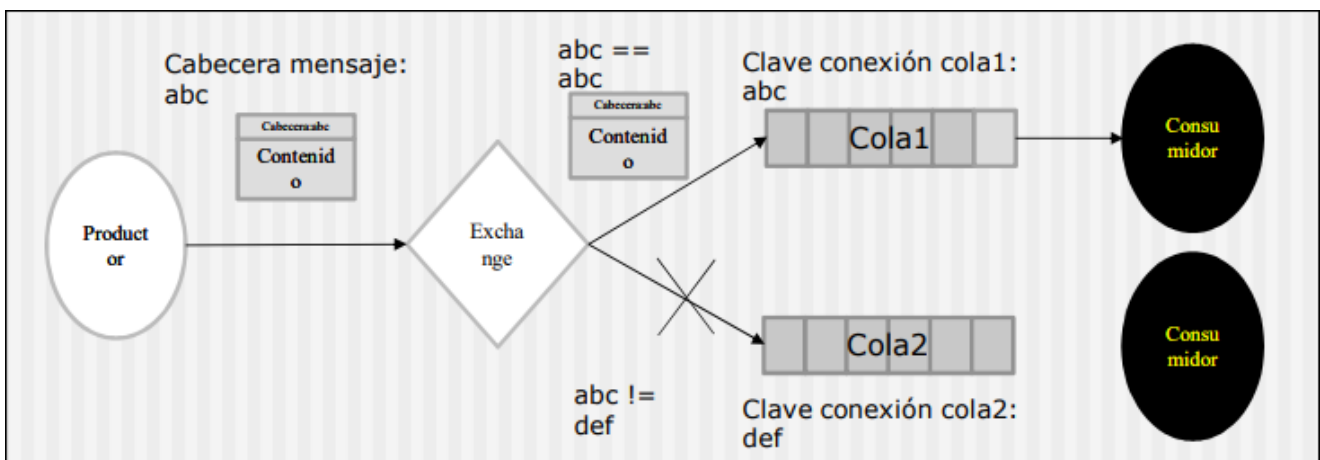 Cabecera mensaje:
abc
Cabecera:abc
Contenid
o
abc ==
abc
Cabecera:abc
Contenid
o
Clave conexión cola1:
abc
Cola1
Consu
midor
Product
or
Excha
nge
Cola2
Consu
midor
abc !=
def
Clave conexión cola2:
def